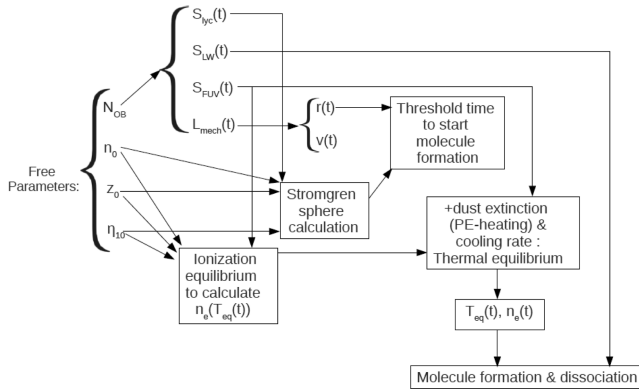 S_lyc(t)
S_LW(t)
S_FUV(t)
L_mech(t)
r(t)
v(t)
Threshold time
to start
molecule
formation
Free
Parameters:
N_OB
n_0
z_0
η_10
Stromgren
sphere
calculation
Ionization
equilibrium
to calculate
n_e(T_eq(t))
+dust extinction
(PE-heating) &
cooling rate :
Thermal equilibrium
T_eq(t), n_e(t)
Molecule formation & dissociation